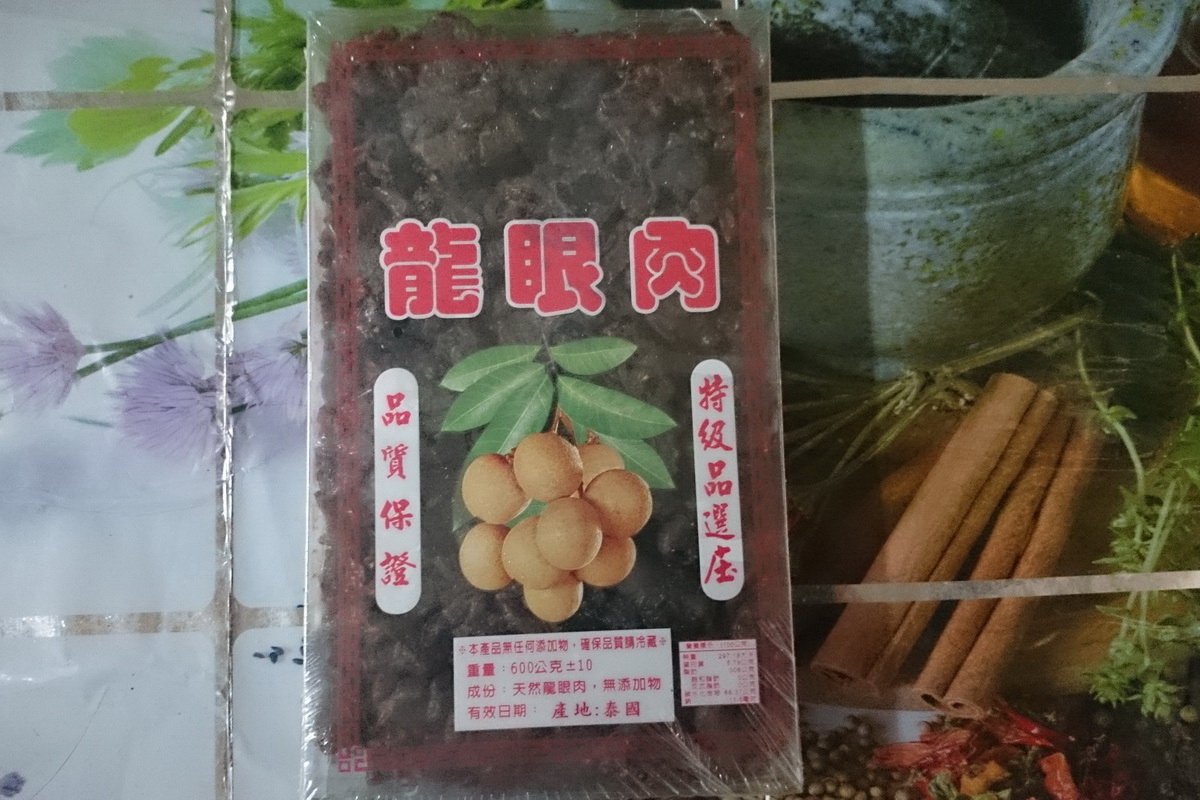 龍眼肉
品質保證
特級品選庄
※本產品無任何添加物，確保品質請冷藏※
重量：600公克±10
成份：天然龍眼肉，無添加物
有效日期： 產地:泰國